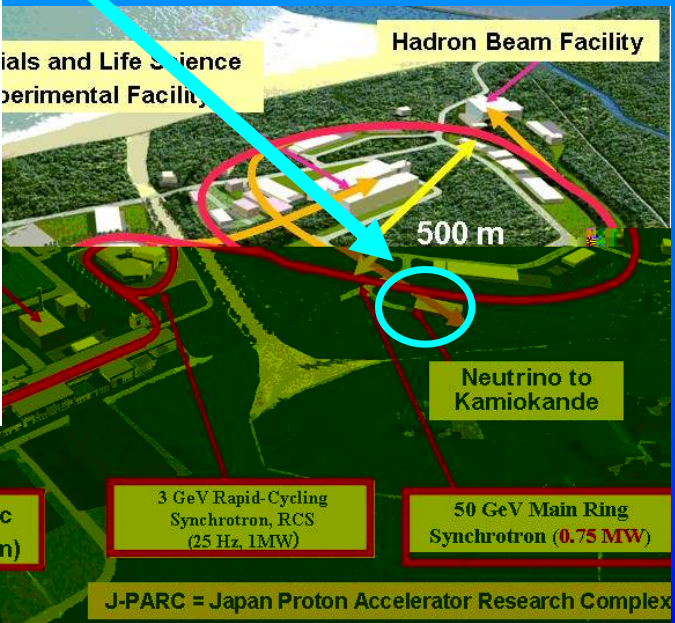 Hadron Beam Facility
ials and Life Science
perimental Facility
500 m
Neutrino to
Kamiokande
3 GeV Rapid-Cycling
Synchrotron, RCS
(25 Hz, 1MW)
50 GeV Main Ring
Synchrotron (0.75 MW)
c
n)
J-PARC = Japan Proton Accelerator Research Complex